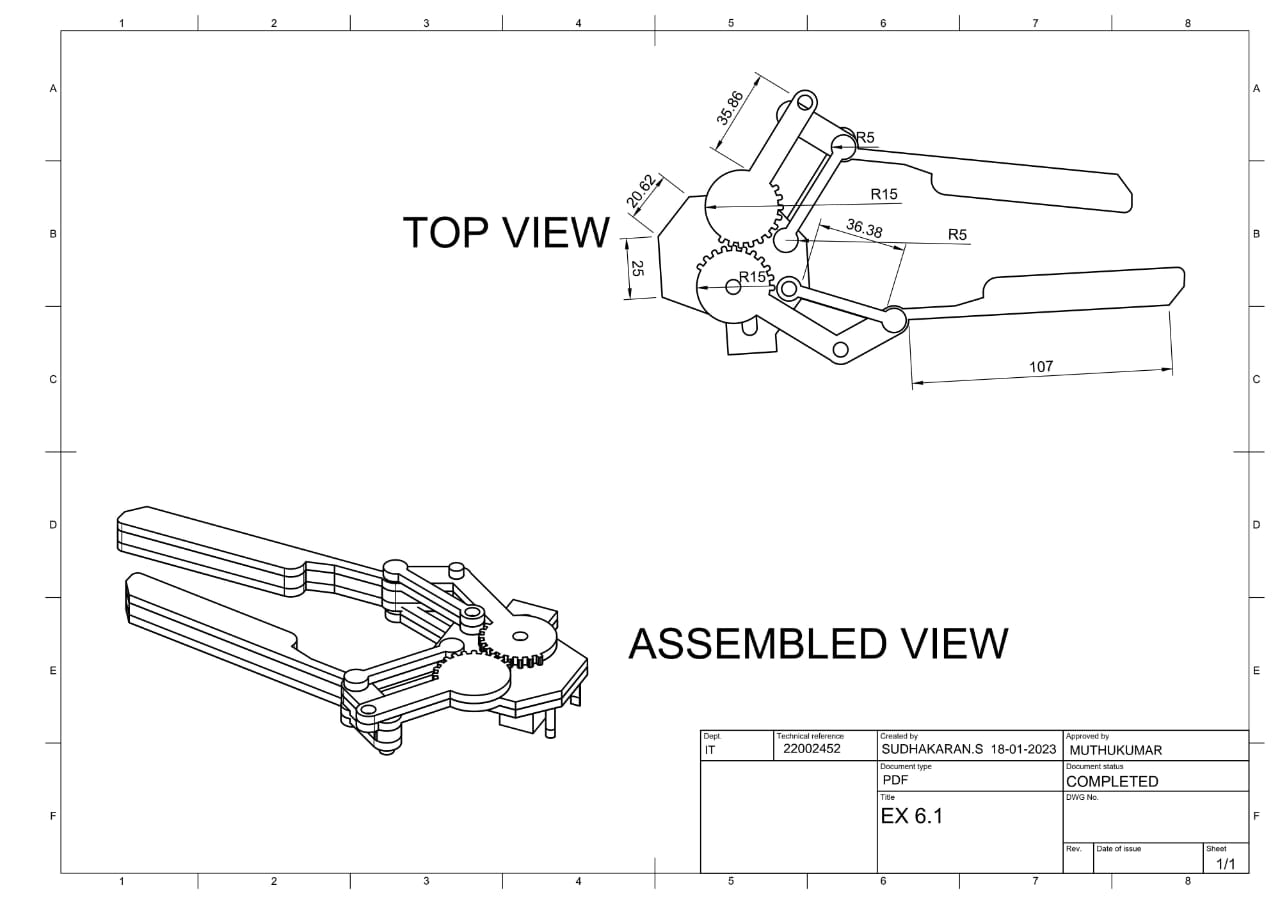 1 2 3 4 5 6 7 8
A A
35.86
R5
20.62
R15
B TOP VIEW 36.38 R5 B
25
R15
107
C C
D D
ASSEMBLED VIEW
E E
Dept. Technical reference Created by Approved by
IT 22002452 SUDHAKARAN.S 18-01-2023 MUTHUKUMAR
Document type Document status
PDF COMPLETED
Title DWG No.
EX 6.1
F F
Rev. Date of issue Sheet
1/1
1 2 3 4 5 6 7 8